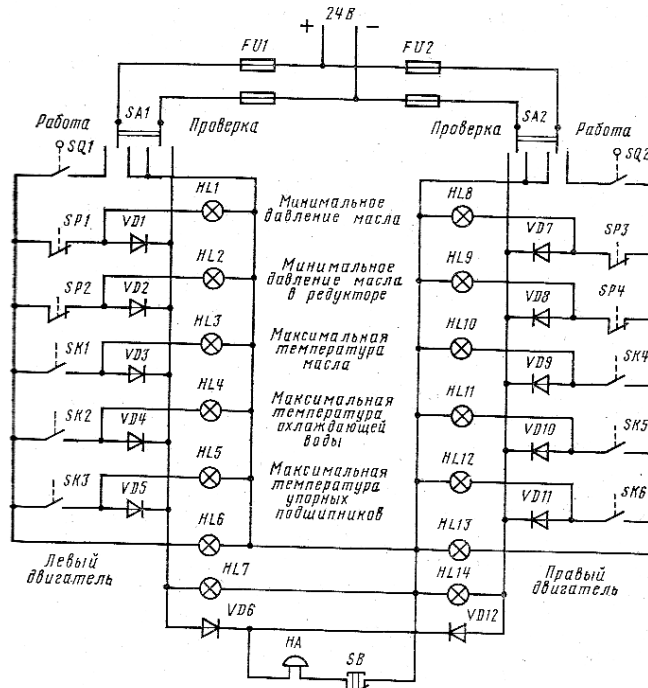 + 24 В −
FU1 FU2
SA1 SA2
Работа Проверка Проверка Работа
SQ1 SQ2
HL1 Минимальное давление масла HL8
SP1 VD1 VD7 SP3
HL2 Минимальное давление масла в редукторе HL9
SP2 VD2 VD8 SP4
HL3 Максимальная температура масла HL10
SK1 VD3 VD9 SK4
HL4 Максимальная температура охлаждающей воды HL11
SK2 VD4 VD10 SK5
HL5 Максимальная температура упорных подшипников HL12
SK3 VD5 VD11 SK6
HL6 HL13
Левый двигатель Правый двигатель
HL7 HL14
VD6 VD12
HA SB